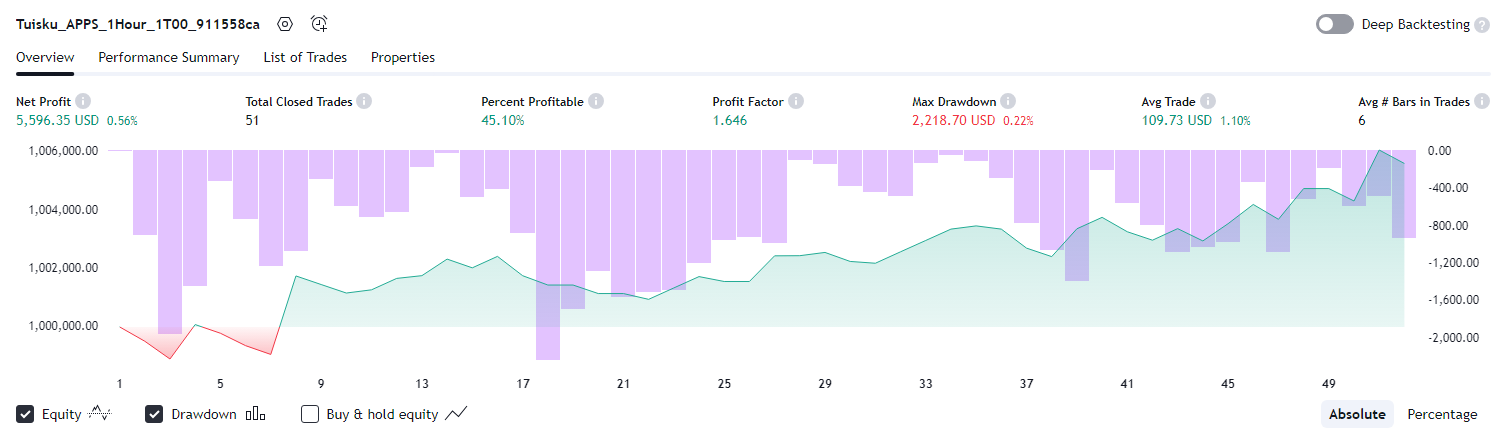 Tuisku_APPS_1Hour_1T00_911558ca
Deep Backtesting ?
Overview Performance Summary List of Trades Properties
Net Profit Total Closed Trades Percent Profitable Profit Factor Max Drawdown Avg Trade Avg # Bars in Trades
5,596.35 USD 0.56% 51 45.10% 1.646 2,218.70 USD 0.22% 109.73 USD 1.10% 6
1,006,000.00 0.00
-400.00
1,004,000.00 -800.00
1,002,000.00 -1,200.00
-1,600.00
1,000,000.00 -2,000.00
1 5 9 13 17 21 25 29 33 37 41 45 49
Equity Drawdown Buy & hold equity Absolute Percentage